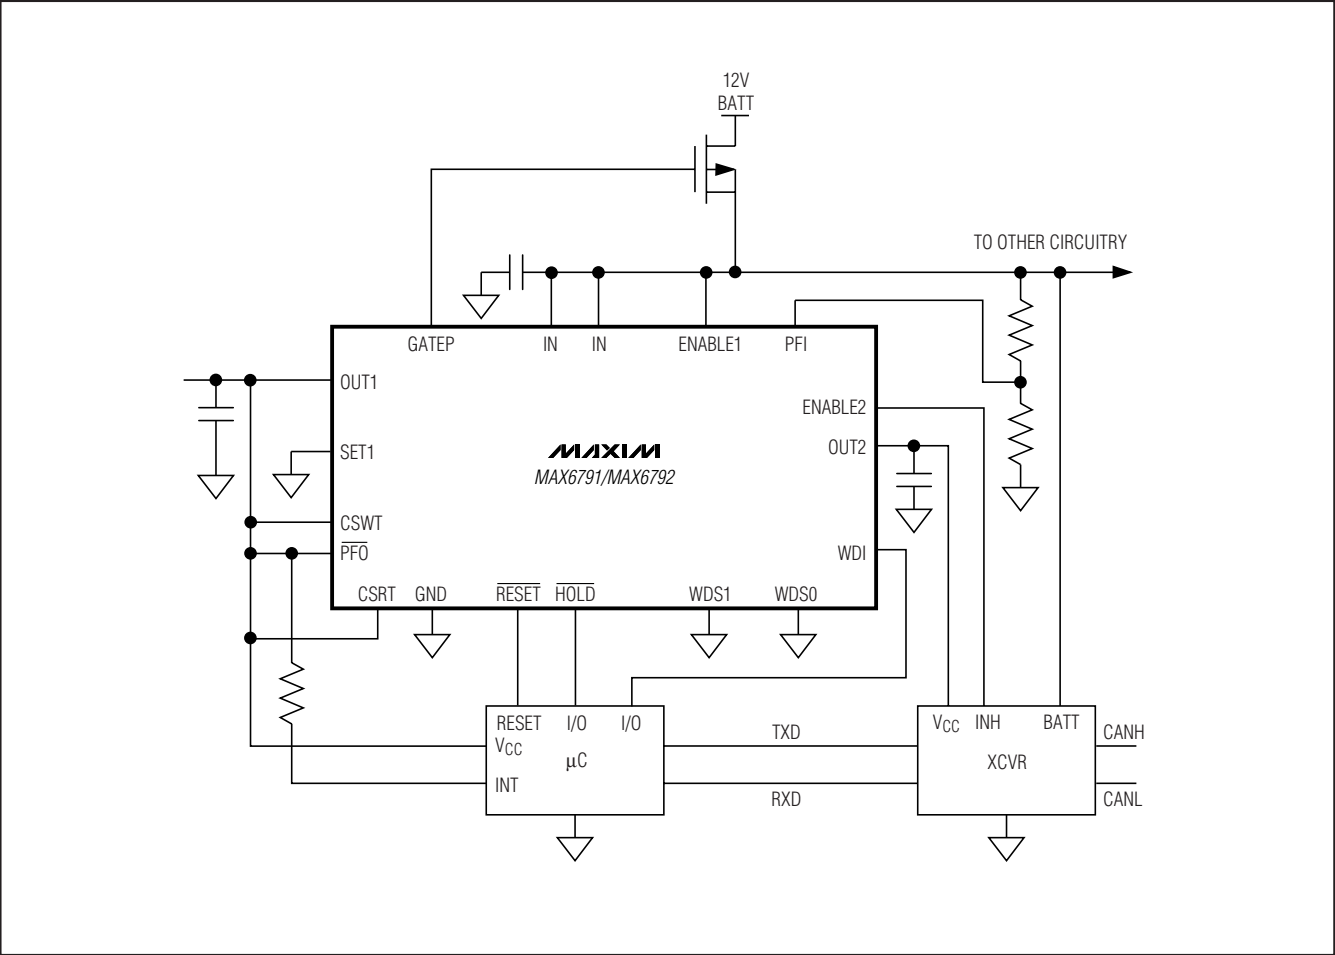 12V
BATT
TO OTHER CIRCUITRY
GATEP
IN
IN
ENABLE1
PFI
OUT1
ENABLE2
OUT2
SET1
MAXIM
MAX6791/MAX6792
CSWT
PFO
WDI
CSRT
GND
RESET
HOLD
WDS1
WDS0
RESET
I/O
I/O
VCC
μC
INT
TXD
RXD
VCC
INH
BATT
XCVR
CANH
CANL